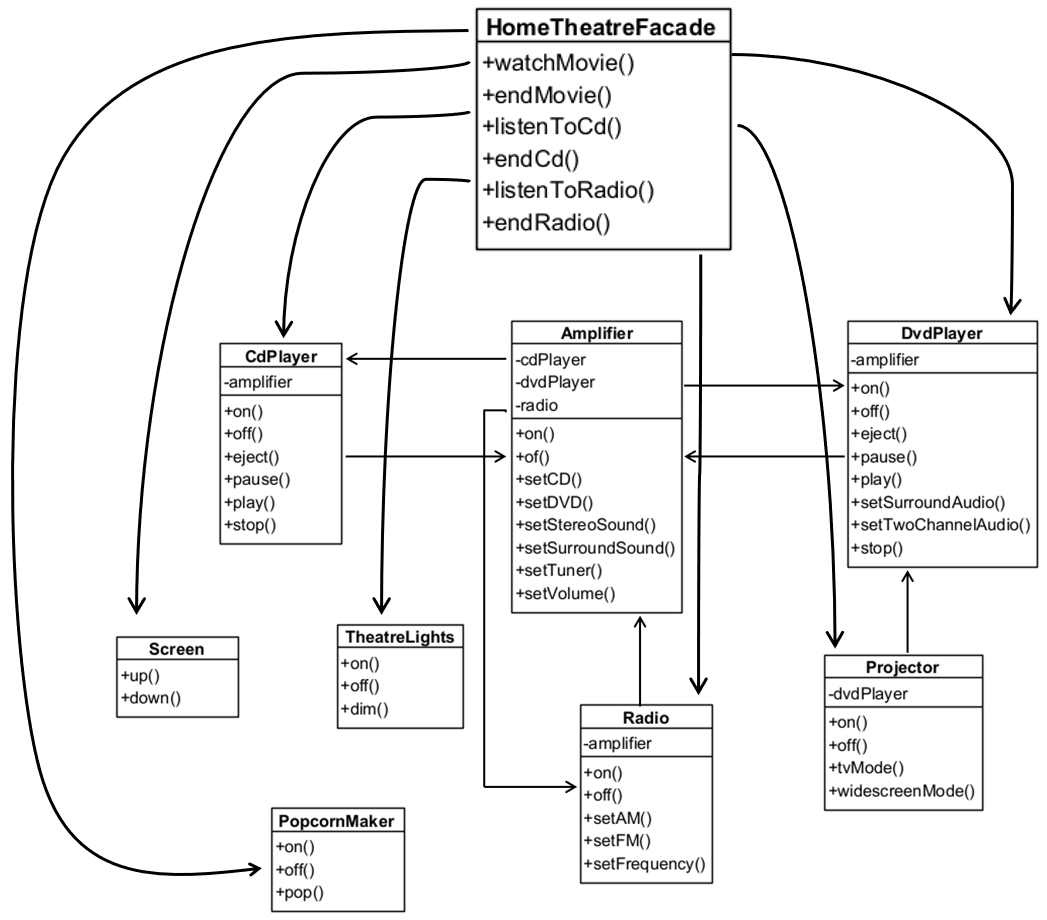 HomeTheatreFacade
+watchMovie()
+endMovie()
+listenToCd()
+endCd()
+listenToRadio()
+endRadio()
CdPlayer
-amplifier
+on()
+off()
+eject()
+pause()
+play()
+stop()
Amplifier
-cdPlayer
-dvdPlayer
-radio
+on()
+of()
+setCD()
+setDVD()
+setStereoSound()
+setSurroundSound()
+setTuner()
+setVolume()
DvdPlayer
-amplifier
+on()
+off()
+eject()
+pause()
+play()
+setSurroundAudio()
+setTwoChannelAudio()
+stop()
Screen
+up()
+down()
TheatreLights
+on()
+off()
+dim()
Radio
-amplifier
+on()
+off()
+setAM()
+setFM()
+setFrequency()
Projector
-dvdPlayer
+on()
+off()
+tvMode()
+widescreenMode()
PopcornMaker
+on()
+off()
+pop()